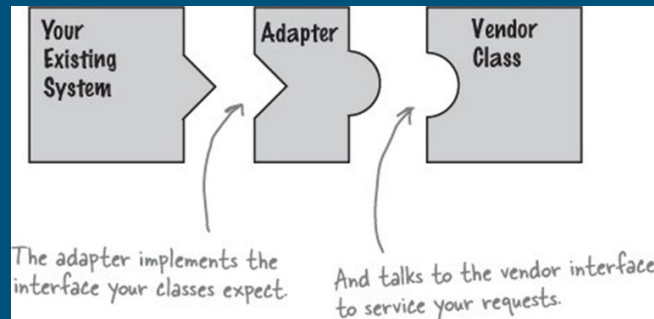 Your
Existing
System
Adapter
Vendor
Class
The adapter implements the
interface your classes expect.
And talks to the vendor interface
to service your requests.